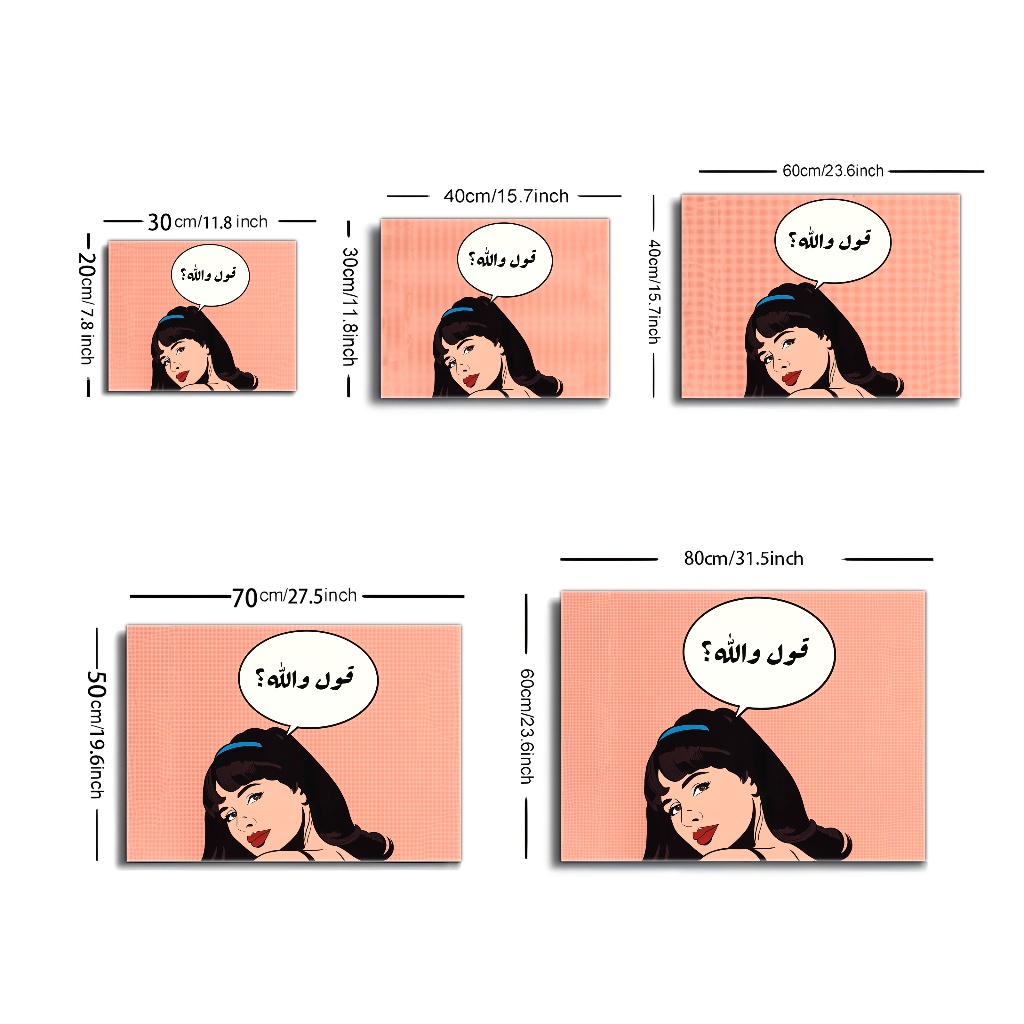 30cm/11.8 inch
20cm/ 7.8 inch
قول والله؟
40cm/15.7inch
30cm/11.8inch
قول والله؟
60cm/23.6inch
40cm/15.7inch
قول والله؟
70cm/27.5inch
50cm/19.6inch
قول والله؟
80cm/31.5inch
60cm/23.6inch
قول والله؟